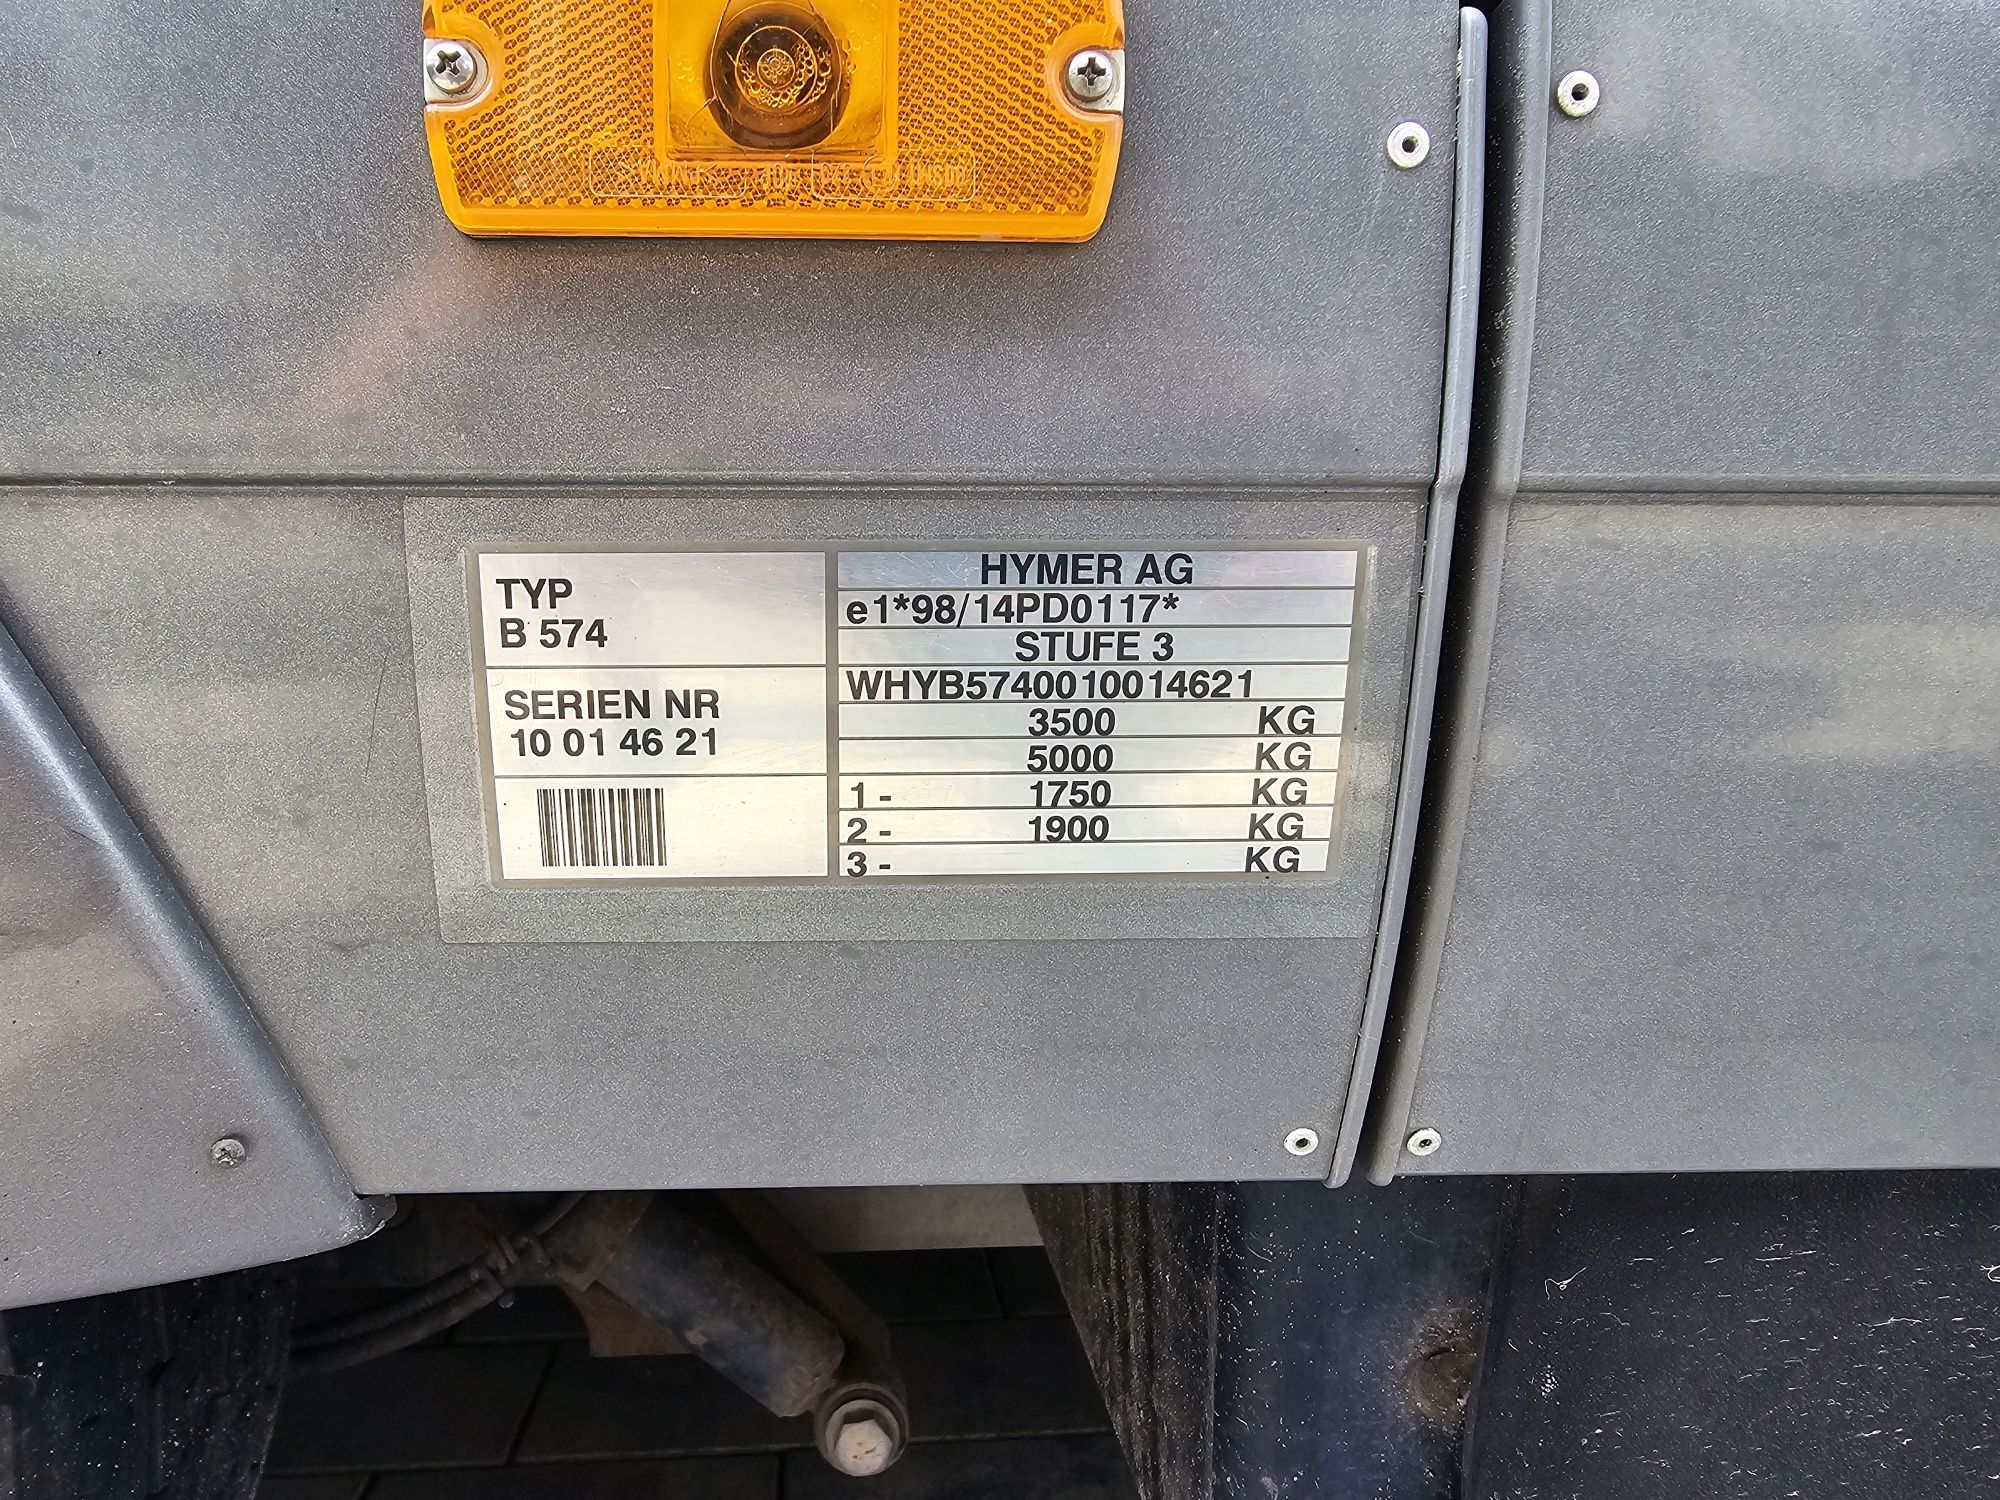 TYP
B 574
SERIEN NR
10 01 46 21
HYMER AG
e1*98/14PD0117*
STUFE 3
WHYB5740010014621
3500 KG
5000 KG
1- 1750 KG
2- 1900 KG
3- KG